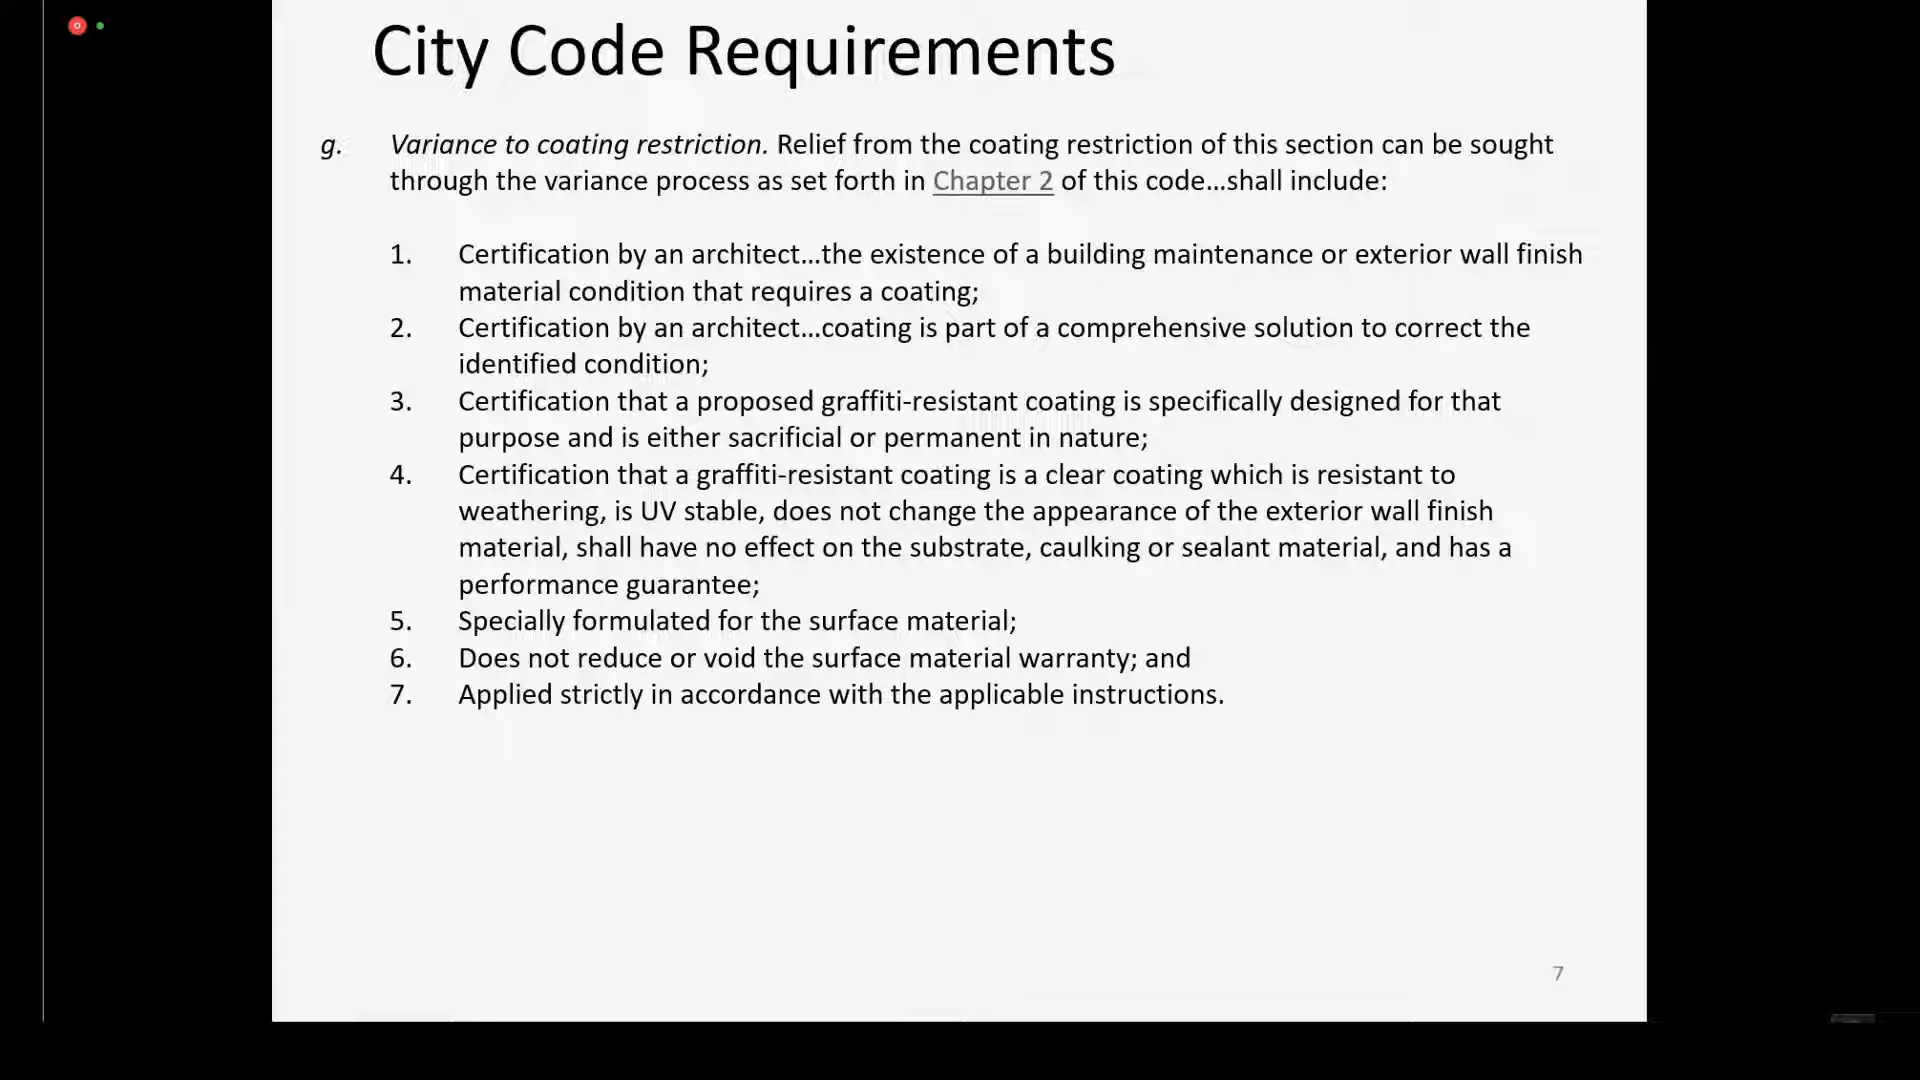 City Code Requirements
g. Variance to coating restriction. Relief from the coating restriction of this section can be sought
through the variance process as set forth in Chapter 2 of this code...shall include:
1. Certification by an architect...the existence of a building maintenance or exterior wall finish
material condition that requires a coating;
2. Certification by an architect...coating is part of a comprehensive solution to correct the
identified condition;
3. Certification that a proposed graffiti-resistant coating is specifically designed for that
purpose and is either sacrificial or permanent in nature;
4. Certification that a graffiti-resistant coating is a clear coating which is resistant to
weathering, is UV stable, does not change the appearance of the exterior wall finish
material, shall have no effect on the substrate, caulking or sealant material, and has a
performance guarantee;
5. Specially formulated for the surface material;
6. Does not reduce or void the surface material warranty; and
7. Applied strictly in accordance with the applicable instructions.
7